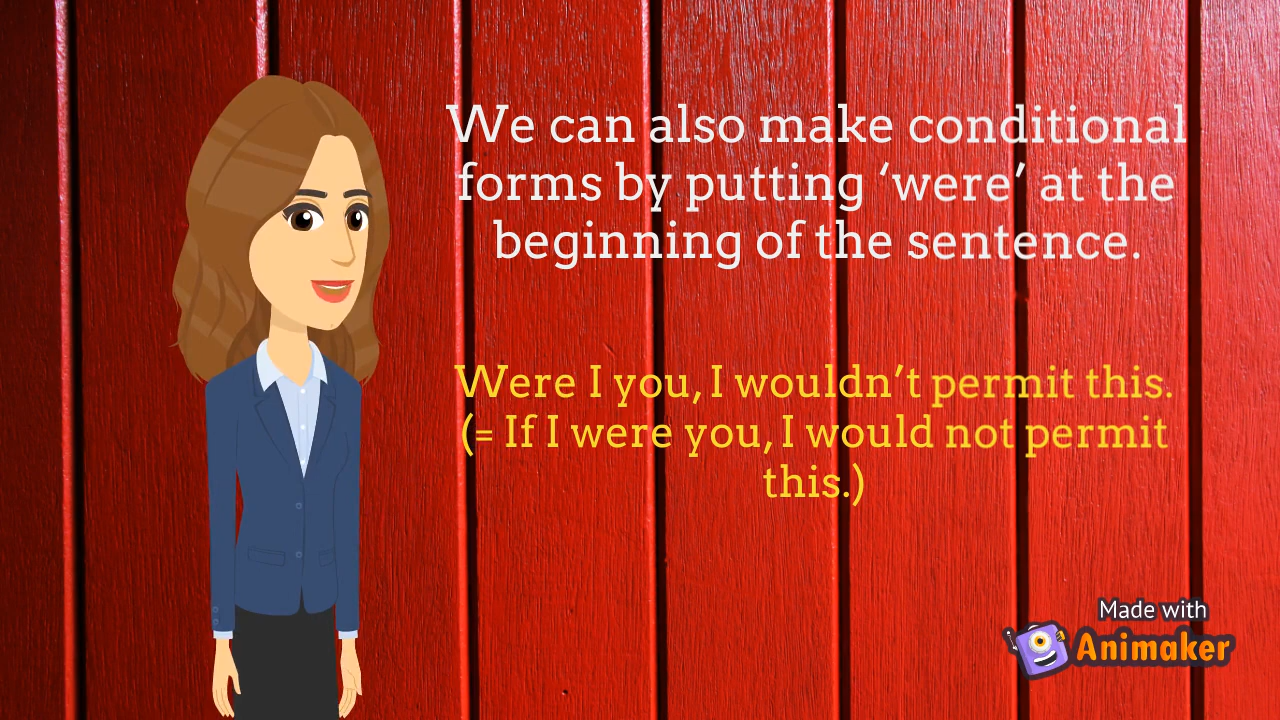 We can also make conditional
forms by putting ‘were’ at the
beginning of the sentence.
Were I you, I wouldn’t permit this.
(= If I were you, I would not permit
this.)
Made with
Animaker